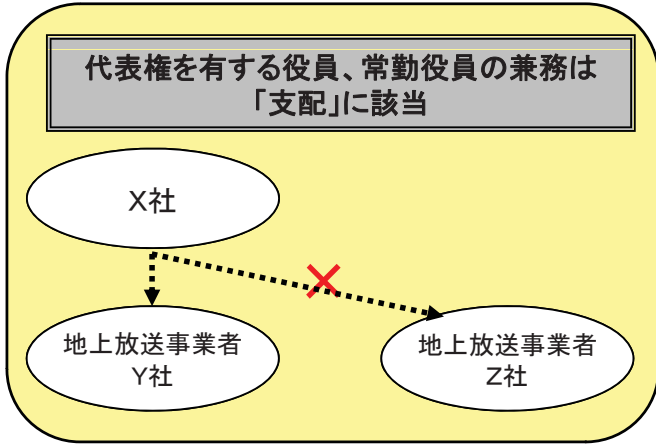 代表権を有する役員、常勤役員の兼務は
「支配」に該当
X社
地上放送事業者
Y社
地上放送事業者
Z社